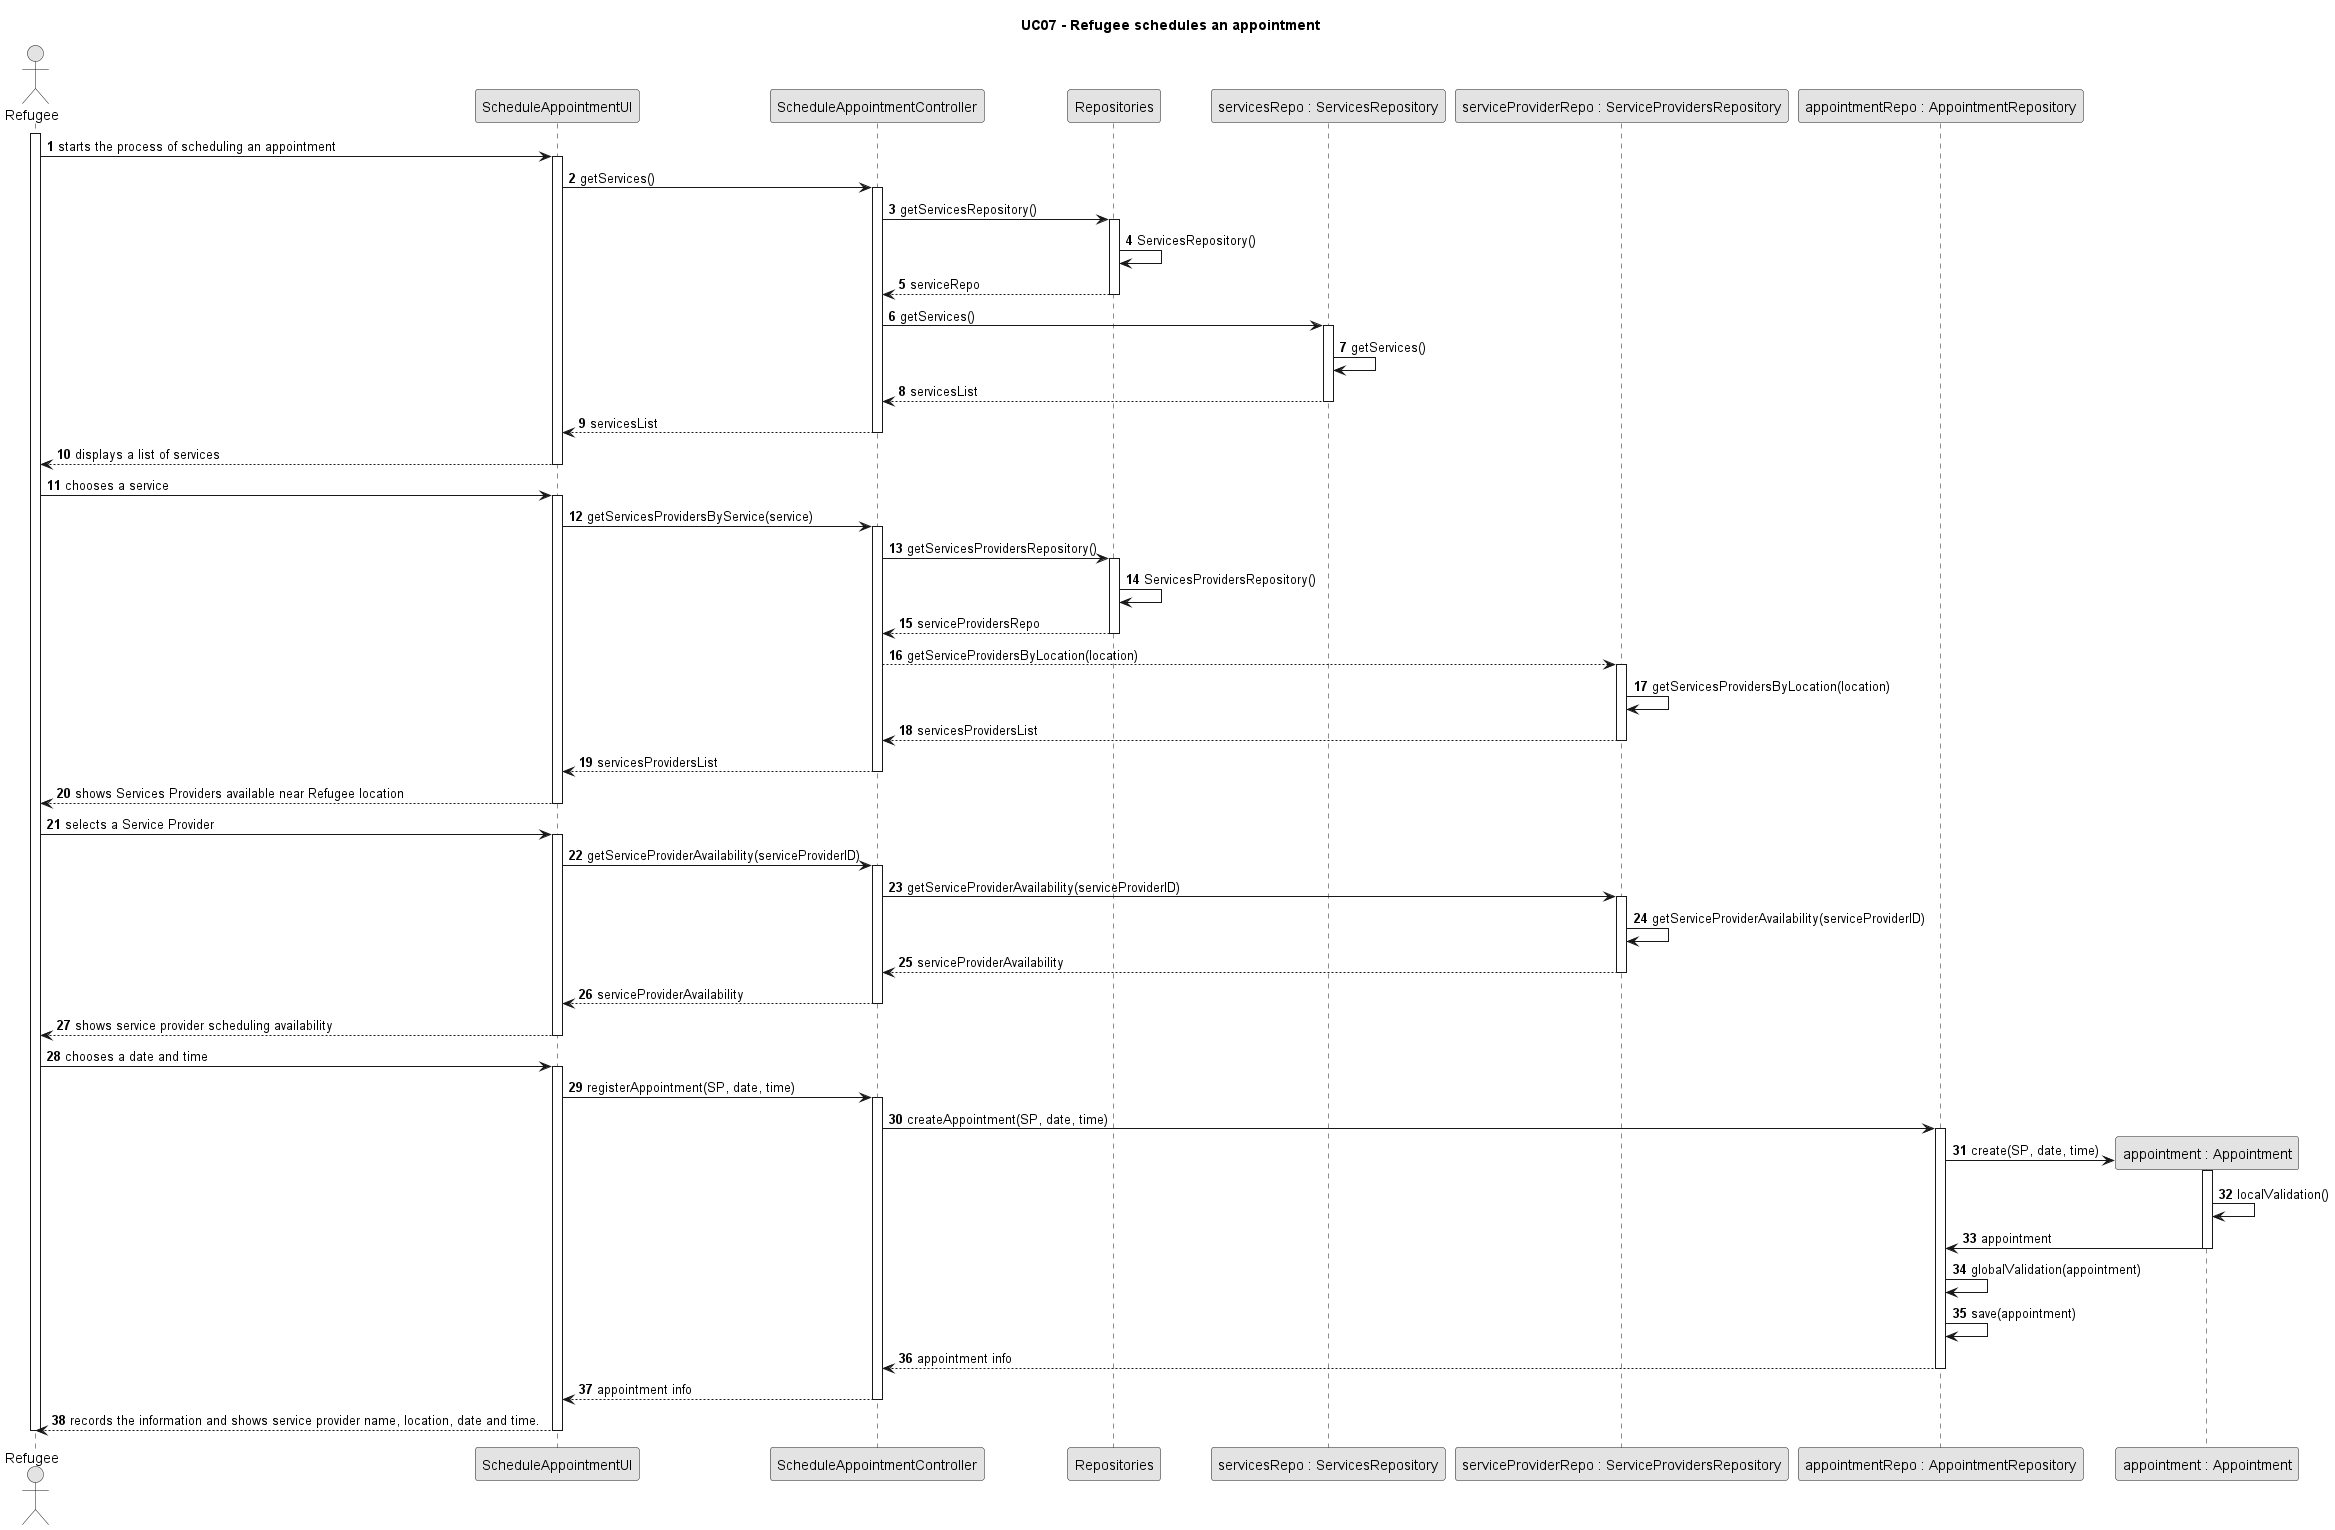 UC07 - Refugee schedules an appointment
Refugee
ScheduleAppointmentUI
ScheduleAppointmentController
Repositories
servicesRepo : ServicesRepository
serviceProviderRepo : ServiceProvidersRepository
appointmentRepo : AppointmentRepository
1 starts the process of scheduling an appointment
2 getServices()
3 getServicesRepository()
4 ServicesRepository()
5 serviceRepo
6 getServices()
7 getServices()
8 servicesList
9 servicesList
10 displays a list of services
11 chooses a service
12 getServicesProvidersByService(service)
13 getServicesProvidersRepository()
14 ServicesProvidersRepository()
15 serviceProvidersRepo
16 getServiceProvidersByLocation(location)
17 getServicesProvidersByLocation(location)
18 servicesProvidersList
19 servicesProvidersList
20 shows Services Providers available near Refugee location
21 selects a Service Provider
22 getServiceProviderAvailability(serviceProviderID)
23 getServiceProviderAvailability(serviceProviderID)
24 getServiceProviderAvailability(serviceProviderID)
25 serviceProviderAvailability
26 serviceProviderAvailability
27 shows service provider scheduling availability
28 chooses a date and time
29 registerAppointment(SP, date, time)
30 createAppointment(SP, date, time)
31 create(SP, date, time)
appointment : Appointment
32 localValidation()
33 appointment
34 globalValidation(appointment)
35 save(appointment)
36 appointment info
37 appointment info
38 records the information and shows service provider name, location, date and time.
Refugee
ScheduleAppointmentUI
ScheduleAppointmentController
Repositories
servicesRepo : ServicesRepository
serviceProviderRepo : ServiceProvidersRepository
appointmentRepo : AppointmentRepository
appointment : Appointment